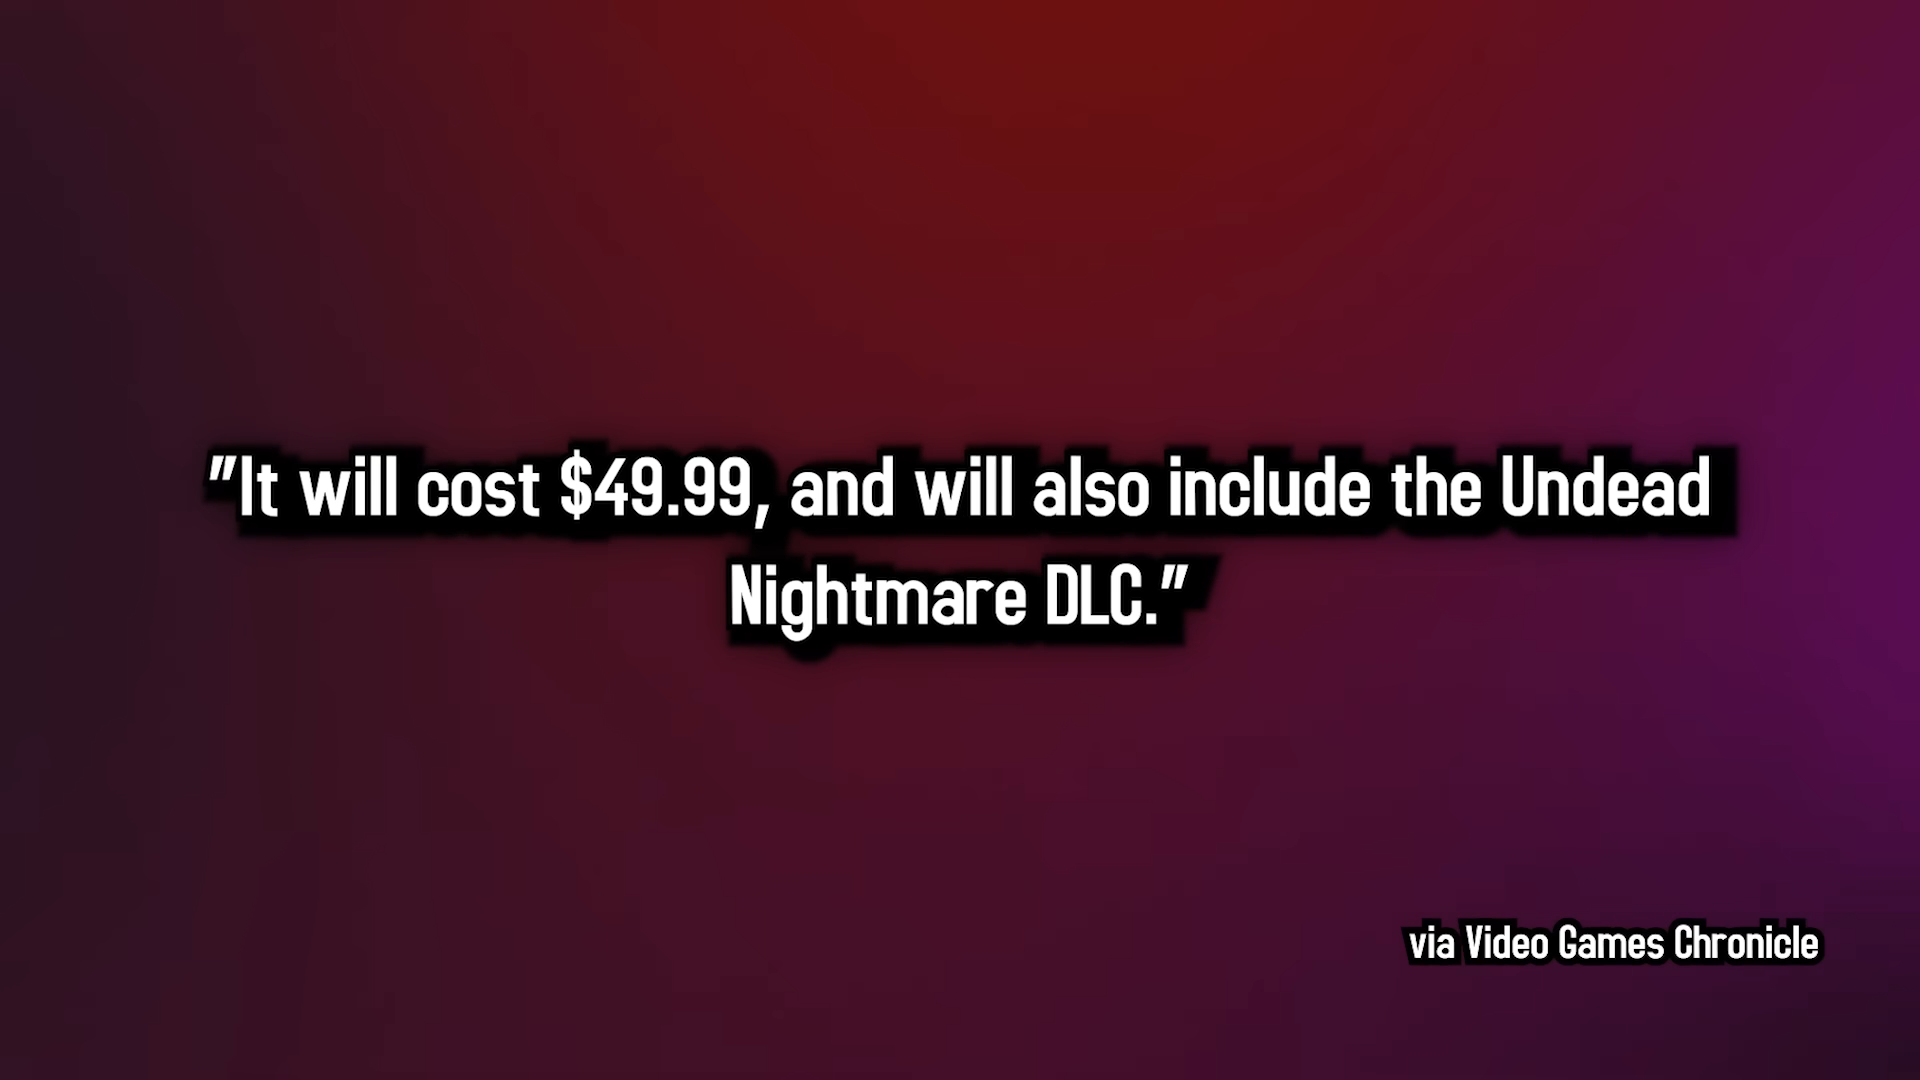 "It will cost $49.99, and will also include the Undead
Nightmare DLC."
via Video Games Chronicle